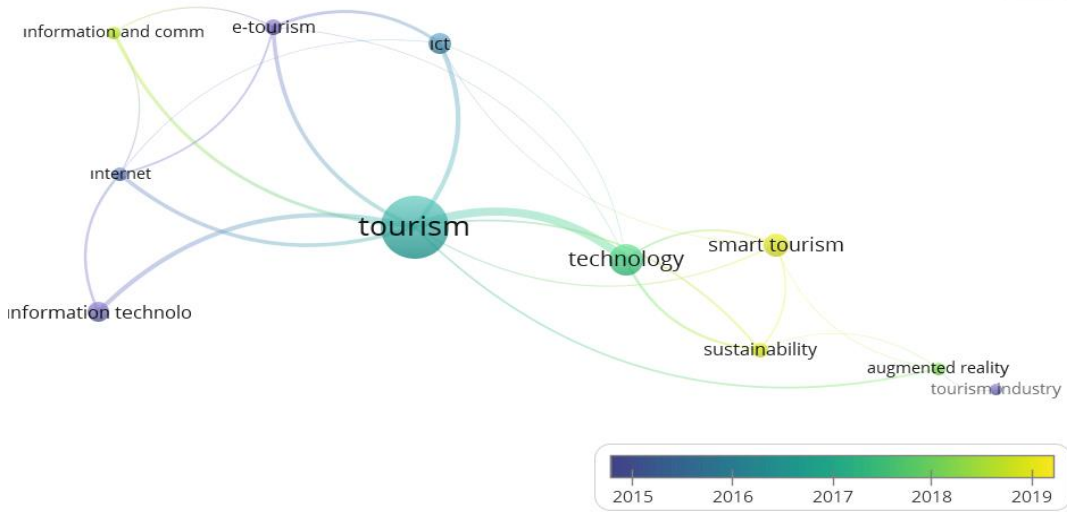 information and comm
e-tourism
ict
internet
tourism
technology
smart tourism
information technolo
sustainability
augmented reality
tourism industry
2015 2016 2017 2018 2019